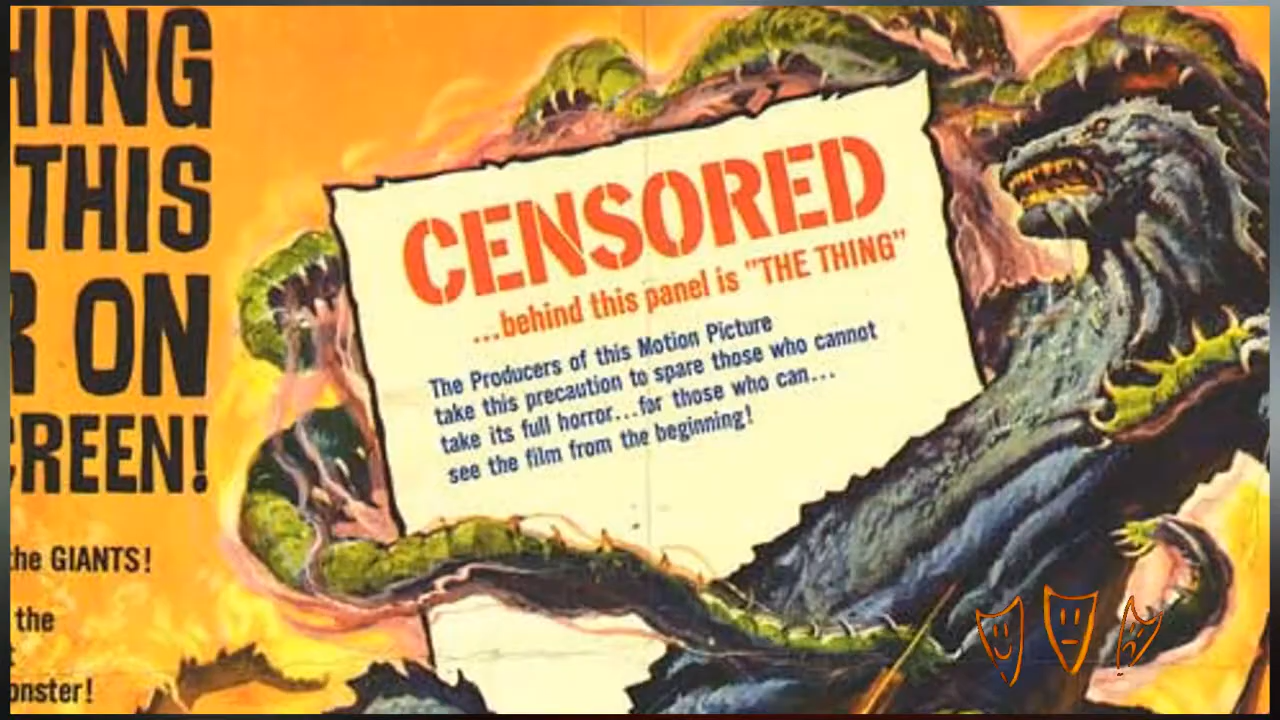 HING
THIS
R ON
REEN!
the GIANTS!
the
onster!
CENSORED
...behind this panel is "THE THING"
The Producers of this Motion Picture
take this precaution to spare those who cannot
take its full horror...for those who can...
see the film from the beginning!